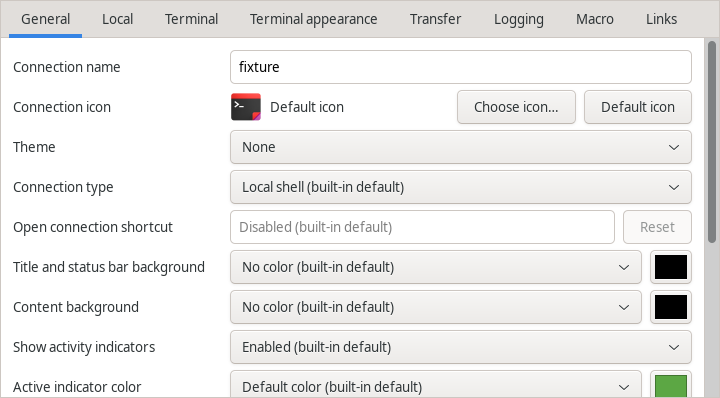 General Local Terminal Terminal appearance Transfer Logging Macro Links
Connection name fixture
Connection icon Default icon Choose icon... Default icon
Theme None
Connection type Local shell (built-in default)
Open connection shortcut Disabled (built-in default) Reset
Title and status bar background No color (built-in default)
Content background No color (built-in default)
Show activity indicators Enabled (built-in default)
Active indicator color Default color (built-in default)